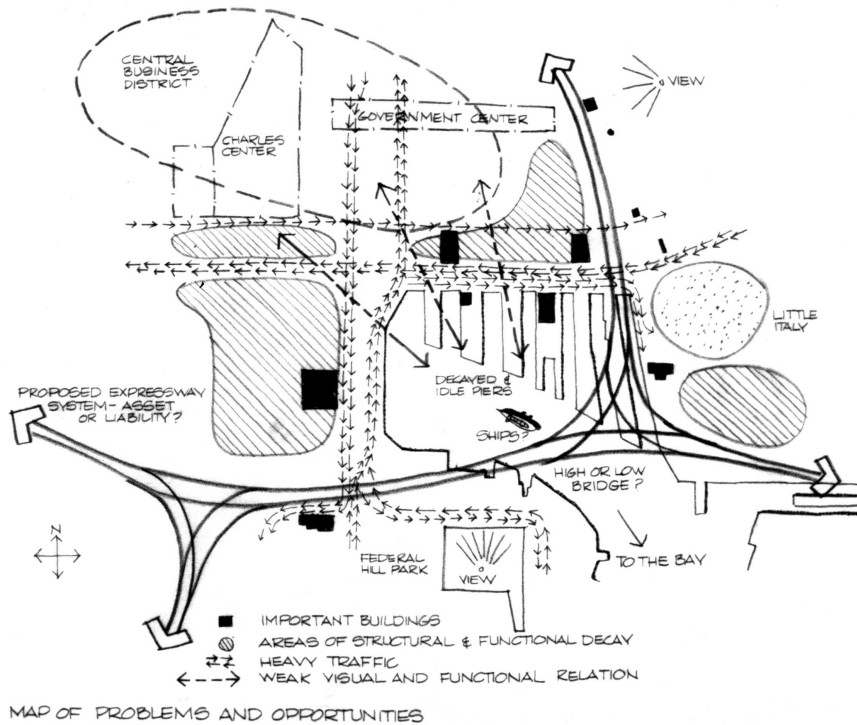 CENTRAL
BUSINESS
DISTRICT
VIEW
GOVERNMENT CENTER
CHARLES
CENTER
LITTLE
ITALY
PROPOSED EXPRESSWAY
SYSTEM - ASSET
OR LIABILITY?
DECAYED &
IDLE PIERS
SHIPS?
HIGH OR LOW
BRIDGE?
N
FEDERAL
HILL PARK
VIEW
TO THE BAY
IMPORTANT BUILDINGS
AREAS OF STRUCTURAL & FUNCTIONAL DECAY
HEAVY TRAFFIC
WEAK VISUAL AND FUNCTIONAL RELATION
MAP OF PROBLEMS AND OPPORTUNITIES